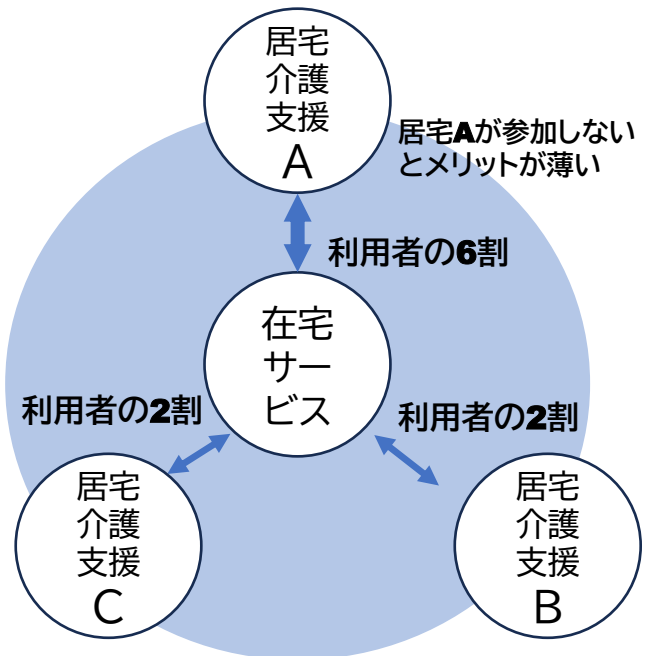 居宅
介護
支援
A
居宅Aが参加しない
とメリットが薄い
利用者の6割
在宅
サー
ビス
利用者の2割
利用者の2割
居宅
介護
支援
C
居宅
介護
支援
B